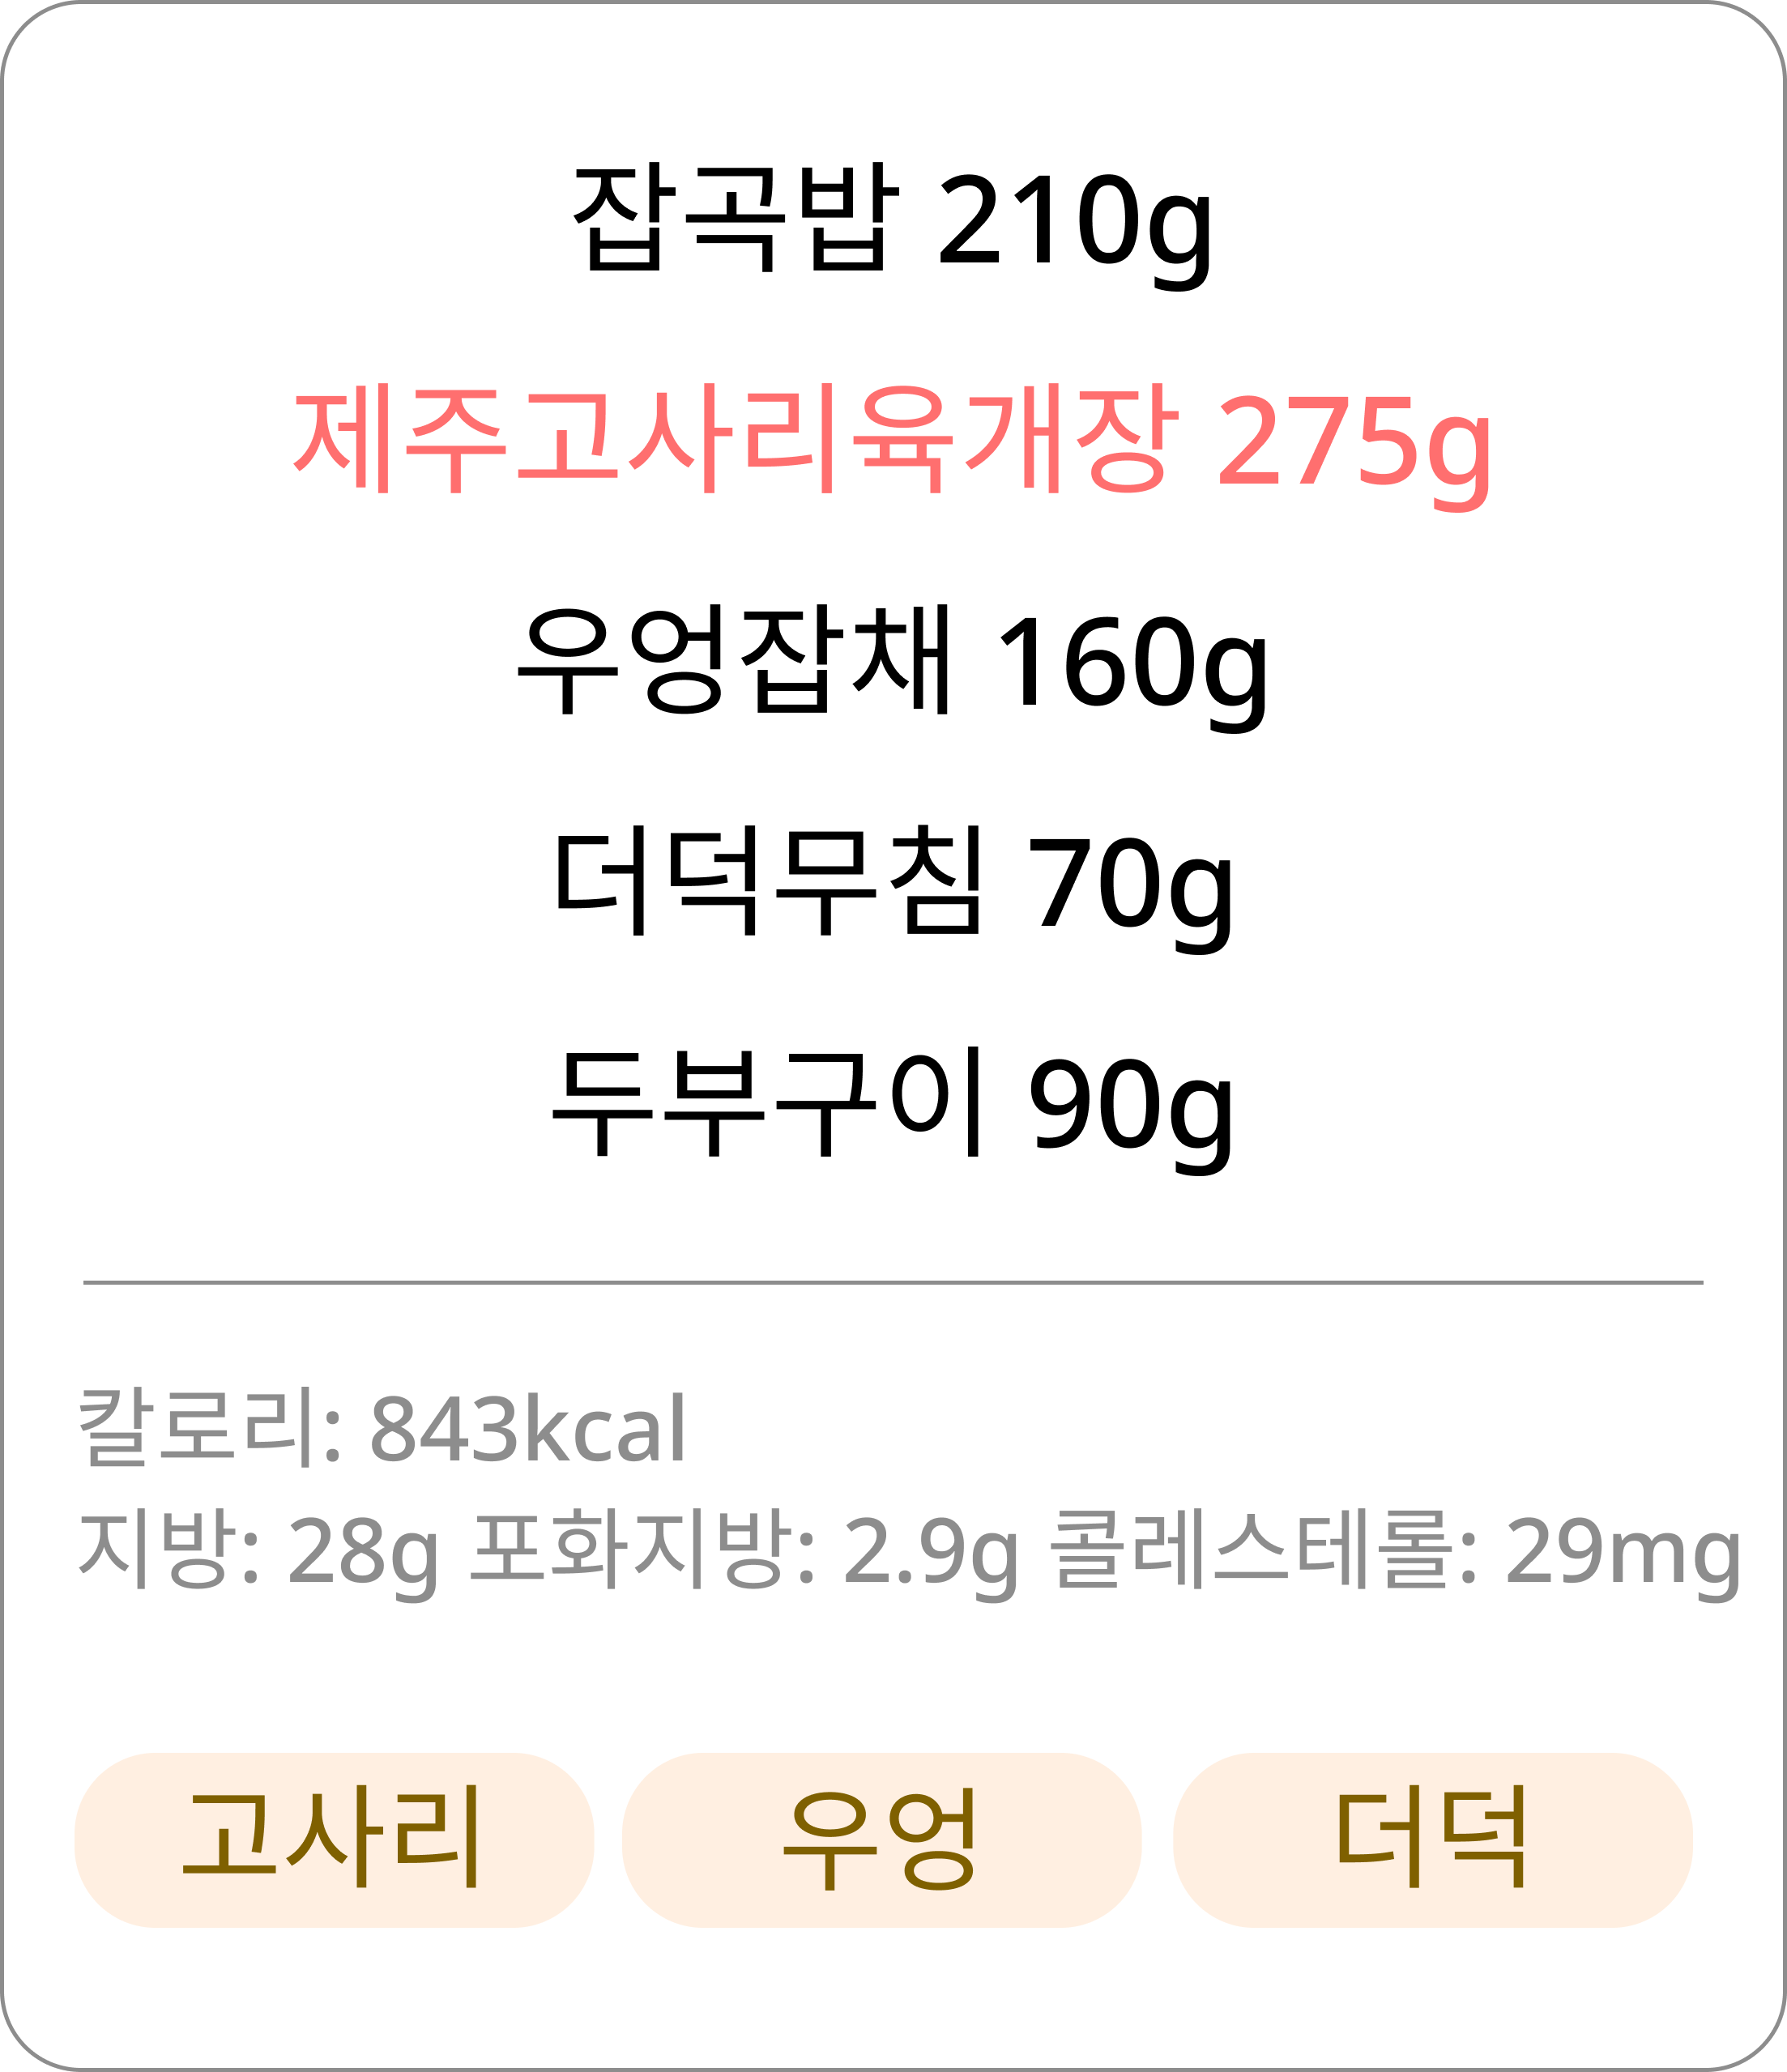 잡곡밥 210g
제주고사리육개장 275g
우엉잡채 160g
더덕무침 70g
두부구이 90g
칼로리: 843kcal
지방: 28g 포화지방: 2.9g 콜레스테롤: 29mg
고사리 우엉 더덕